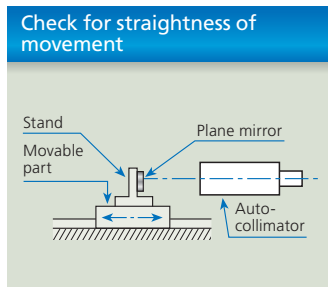 Check for straightness of
movement
Stand
Plane mirror
Movable
part
Auto-
collimator